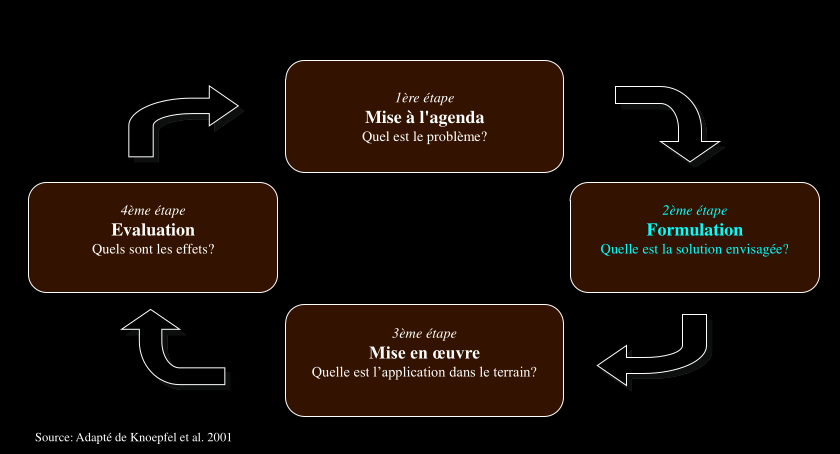 1ère étape
Mise à l'agenda
Quel est le problème?
2ème étape
Formulation
Quelle est la solution envisagée?
3ème étape
Mise en œuvre
Quelle est l’application dans le terrain?
4ème étape
Evaluation
Quels sont les effets?
Source: Adapté de Knoepfel et al. 2001